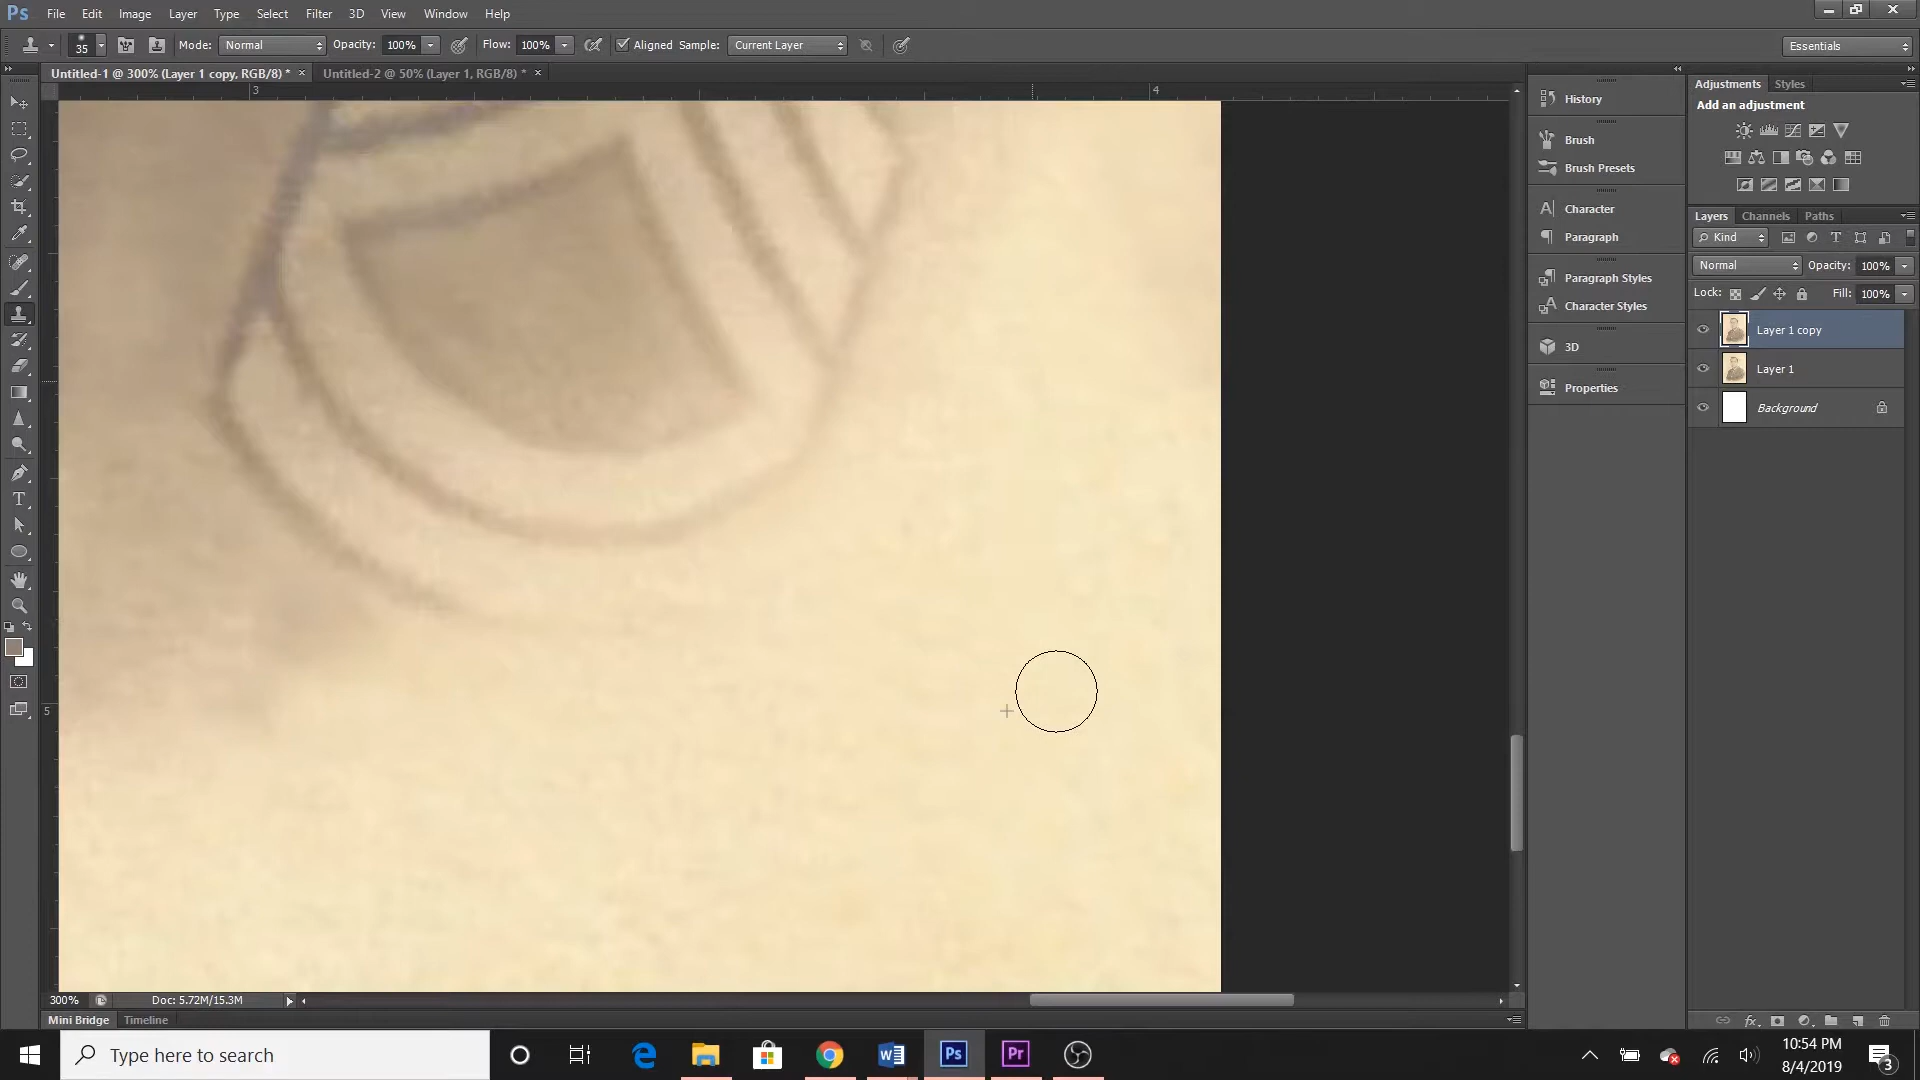 Ps File Edit Image Layer Type Select Filter 3D View Window Help
35 Mode: Normal Opacity: 100% Flow: 100% Aligned Sample: Current Layer Essentials
Untitled-1 @ 300% (Layer 1 copy, RGB/8) * × Untitled-2 @ 50% (Layer 1, RGB/8) * ×
3 4
5
History
Brush
Brush Presets
Character
Paragraph
Paragraph Styles
Character Styles
3D
Properties
Adjustments Styles
Add an adjustment
Layers Channels Paths
Kind
Normal Opacity: 100%
Lock: Fill: 100%
Layer 1 copy
Layer 1
Background
300% Doc: 5.72M/15.3M
Mini Bridge Timeline
Type here to search
Ps Pr
10:54 PM
8/4/2019
3